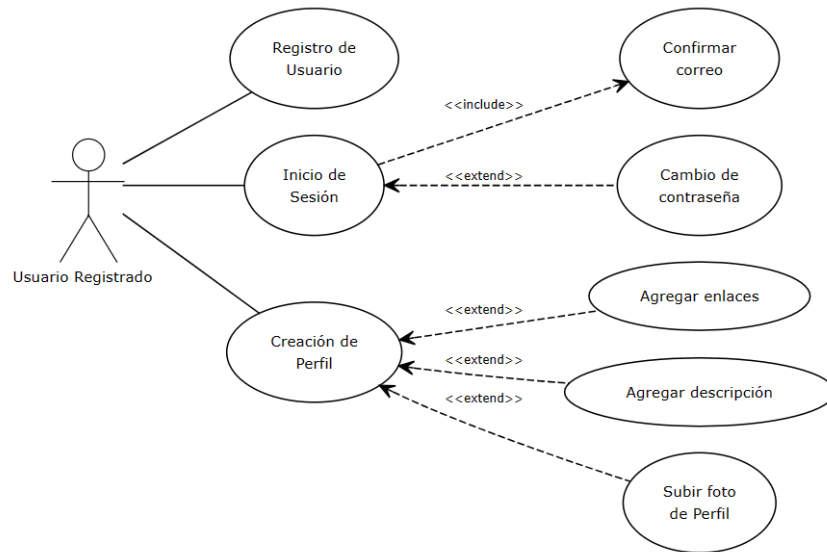 Registro de
Usuario
Confirmar
correo
<<include>>
Inicio de
Sesión
<<extend>>
Cambio de
contraseña
Usuario Registrado
Agregar enlaces
<<extend>>
Creación de
Perfil
<<extend>>
Agregar descripción
<<extend>>
Subir foto
de Perfil